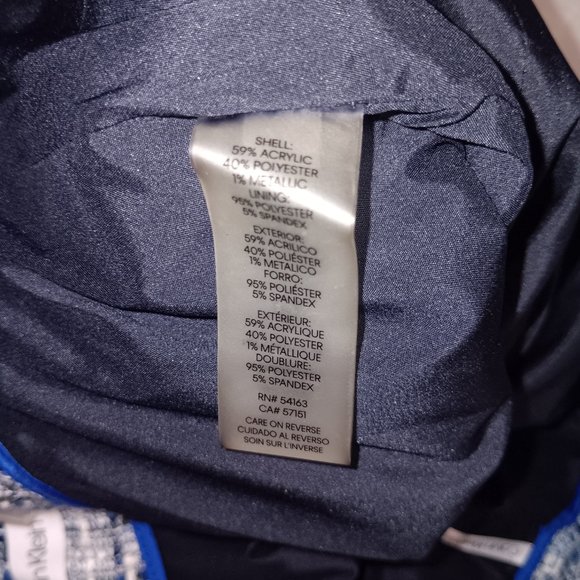 SHELL:
59% ACRYLIC
40% POLYESTER
1% METALLIC
LINING:
95% POLYESTER
5% SPANDEX
EXTERIOR:
59% ACRILICO
40% POLIÉSTER
1% METALICO
FORRO:
95% POLIÉSTER
5% SPANDEX
EXTÉRIEUR:
59% ACRYLIQUE
40% POLYESTER
1% MÉTALLIQUE
DOUBLURE:
95% POLYESTER
5% SPANDEX
RN# 54163
CA# 57151
CARE ON REVERSE
CUIDADO AL REVERSO
SOIN SUR L'INVERSE